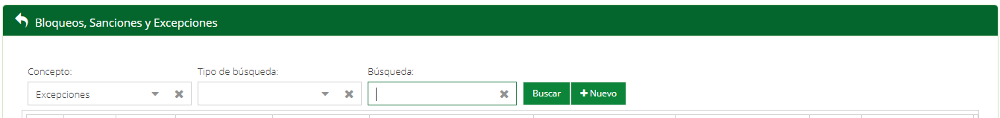 Bloqueos, Sanciones y Excepciones
Concepto: Tipo de búsqueda: Búsqueda:
Excepciones Buscar Nuevo